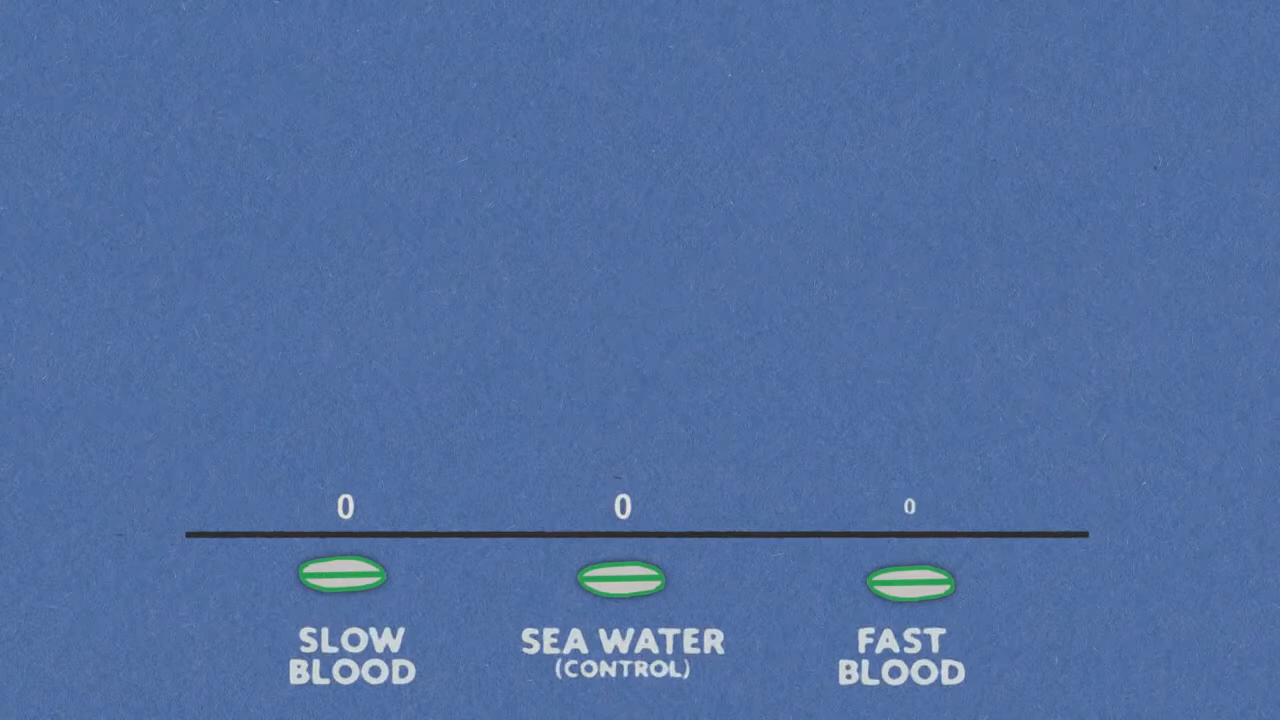 0 0 0
SLOW BLOOD
SEA WATER (CONTROL)
FAST BLOOD